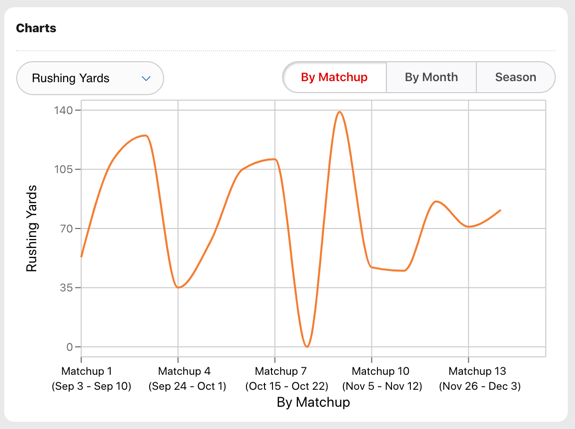 Charts
Rushing Yards
By Matchup
By Month
Season
140
105
70
35
0
Rushing Yards
Matchup 1
(Sep 3 - Sep 10)
Matchup 4
(Sep 24 - Oct 1)
Matchup 7
(Oct 15 - Oct 22)
Matchup 10
(Nov 5 - Nov 12)
Matchup 13
(Nov 26 - Dec 3)
By Matchup